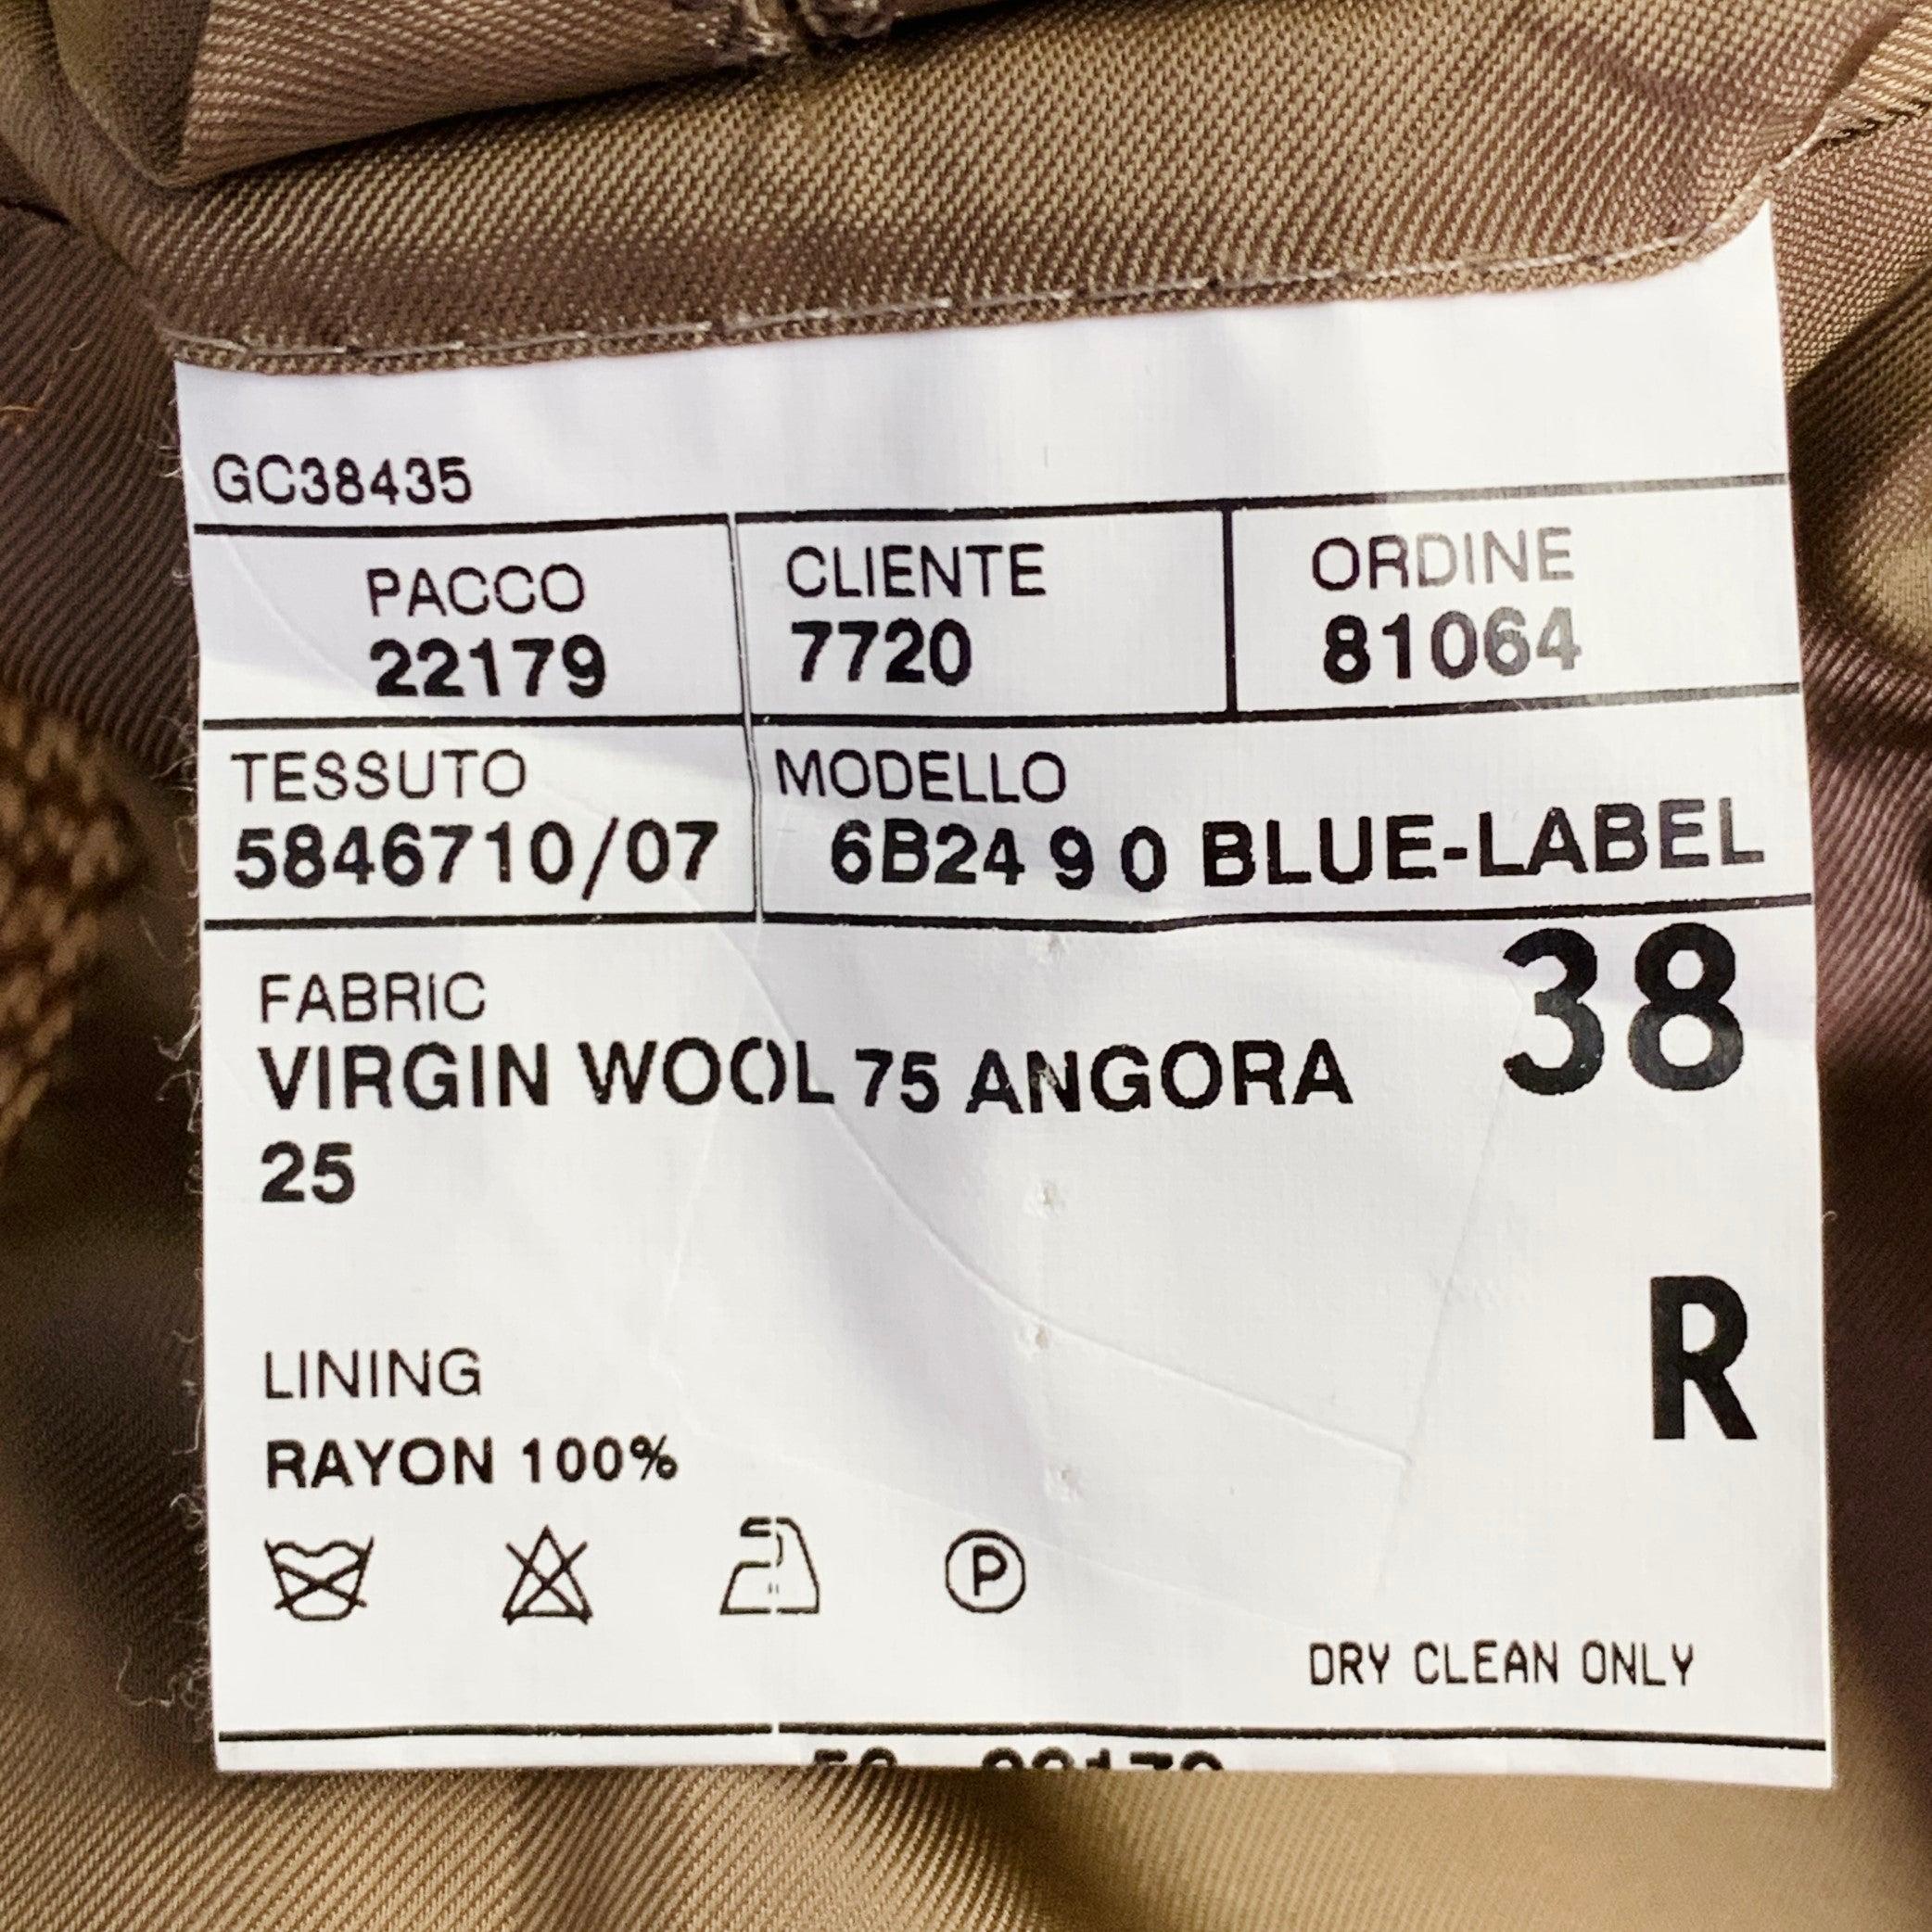 GC38435
PACCO CLIENTE ORDINE
22179 7720 81064
TESSUTO MODELLO
5846710/07 6B24 9 0 BLUE-LABEL
FABRIC 38
VIRGIN WOOL 75 ANGORA
25
R
LINING
RAYON 100%
P
DRY CLEAN ONLY